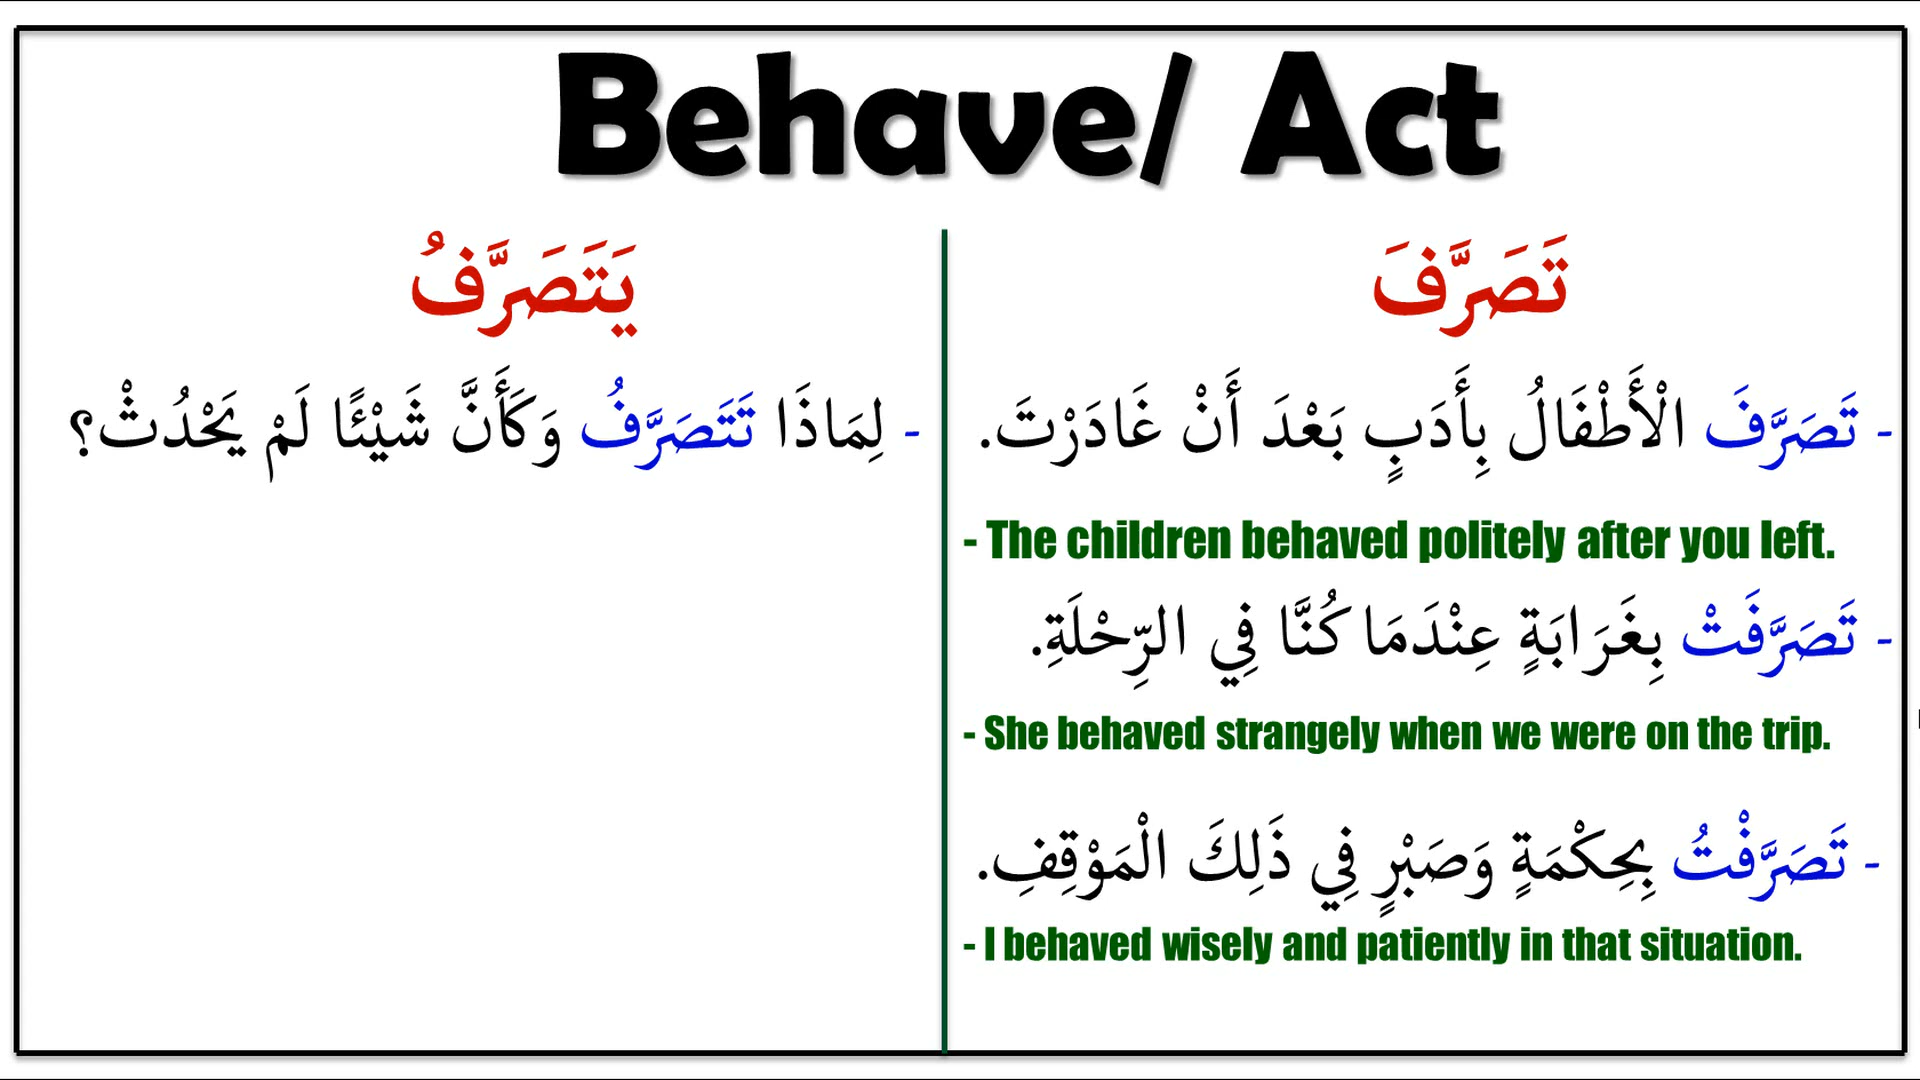 Behave/ Act
تَصَرَّفَ
- تَصَرَّفَ الْأَطْفَالُ بِأَدَبٍ بَعْدَ أَنْ غَادَرْتَ.
- The children behaved politely after you left.
- تَصَرَّفَتْ بِغَرَابَةٍ عِنْدَمَا كُنَّا فِي الرِّحْلَةِ.
- She behaved strangely when we were on the trip.
- تَصَرَّفْتُ بِحِكْمَةٍ وَصَبْرٍ فِي ذَلِكَ الْمَوْقِفِ.
- I behaved wisely and patiently in that situation.
يَتَصَرَّفُ
- لِمَاذَا تَتَصَرَّفُ وَكَأَنَّ شَيْئًا لَمْ يَحْدُثْ؟